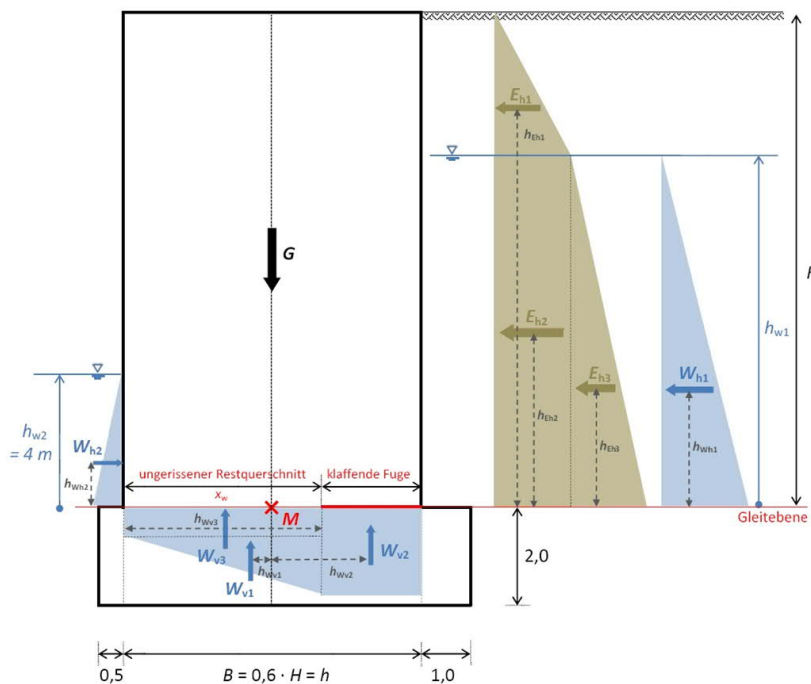 E_h1
h_Eh1
G
h
h_w1
E_h2
h_w2
= 4 m
E_h3
W_h1
h_Eh2
h_Eh3
h_Wh1
W_h2
h_Wh2
ungerissener Restquerschnitt
klaffende Fuge
x_w
M
Gleitebene
h_Wv3
W_v3
h_Wv1
h_Wv2
W_v2
W_v1
2,0
0,5
B = 0,6 · H = h
1,0